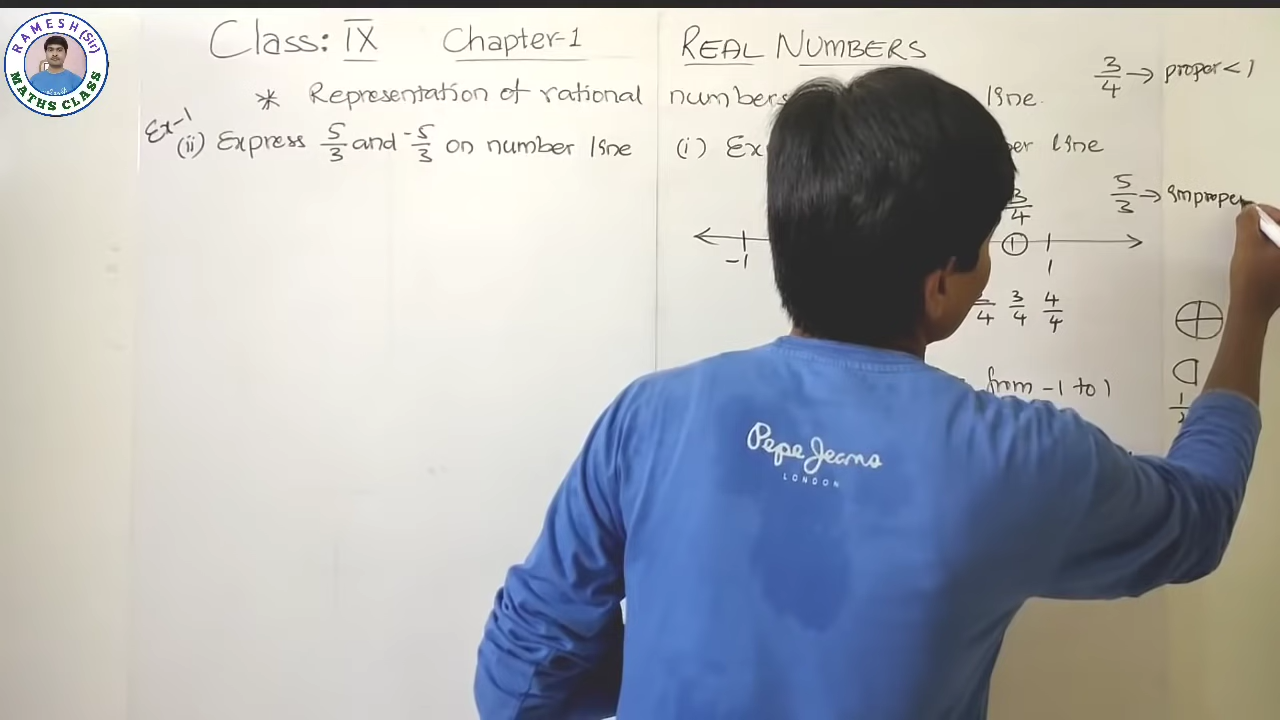 RAMESH (Sir)
MATHS CLASS
Class: IX Chapter-1 REAL NUMBERS
* Representation of rational numbers line.
Ex-1
(ii) Express 5/3 and -5/3 on number line
(i) Ex ber line
3/4 → proper < 1
5/3 → improper
3/4
-1 1 1
4 3/4 4/4
from -1 to 1
Pepe Jeans
LONDON